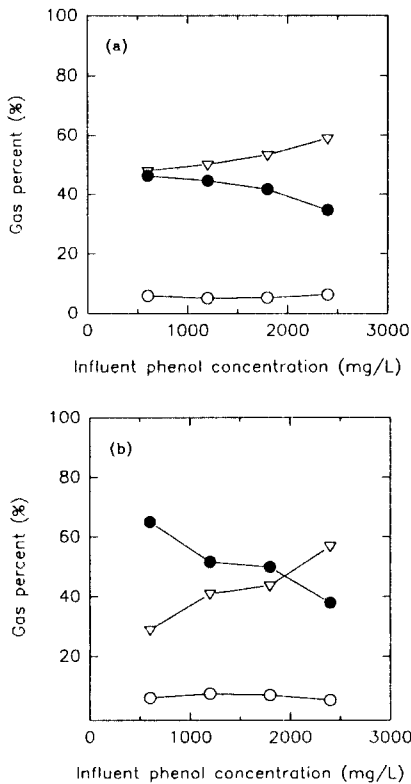 (a)
Gas percent (%)
100
80
60
40
20
0
0 1000 2000 3000
Influent phenol concentration (mg/L)
(b)
Gas percent (%)
100
80
60
40
20
0 1000 2000 3000
Influent phenol concentration (mg/L)